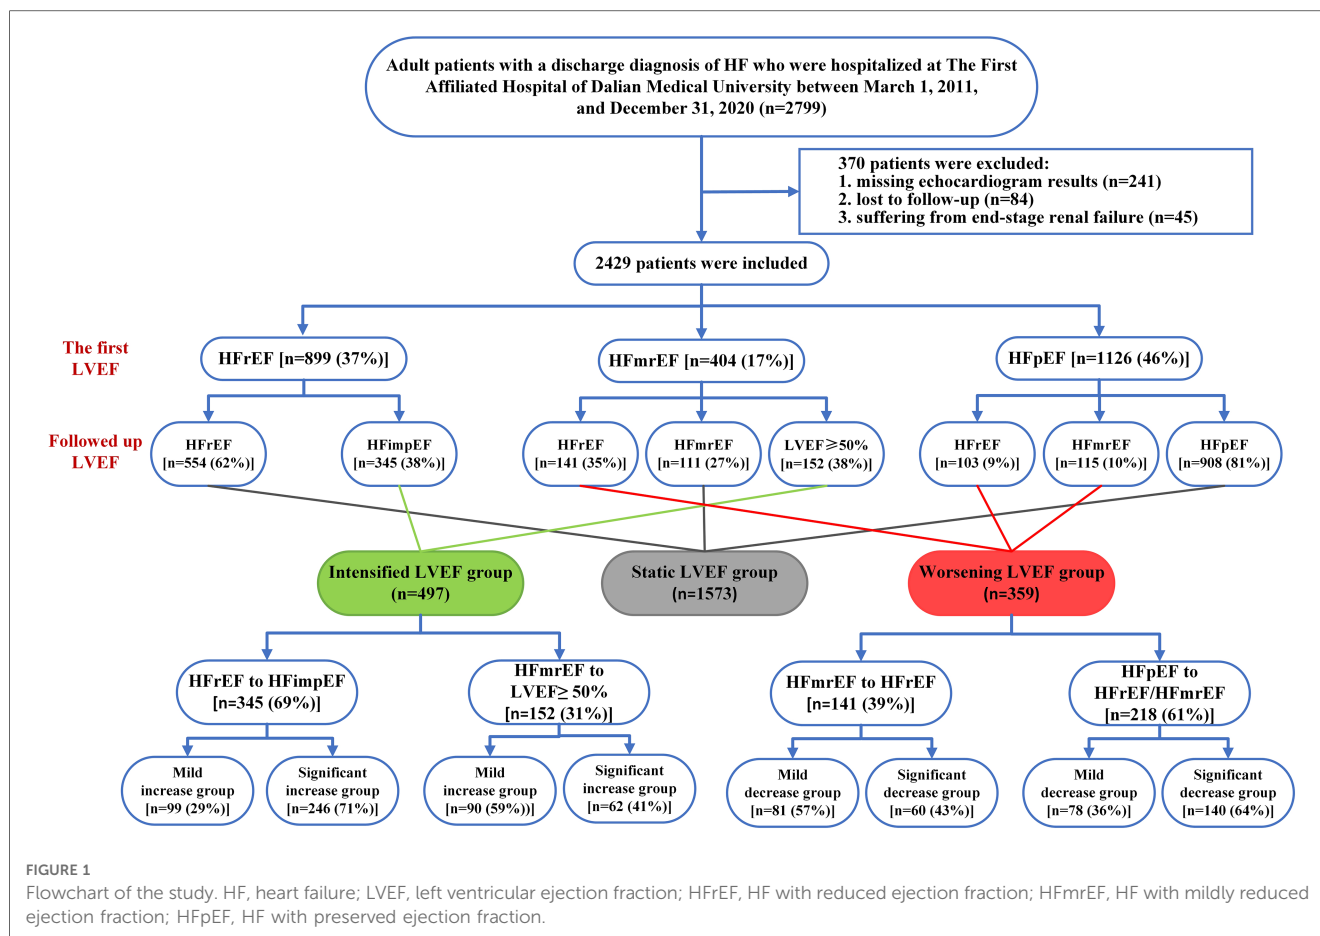 Adult patients with a discharge diagnosis of HF who were hospitalized at The First
Affiliated Hospital of Dalian Medical University between March 1, 2011,
and December 31, 2020 (n=2799)
370 patients were excluded:
1. missing echocardiogram results (n=241)
2. lost to follow-up (n=84)
3. suffering from end-stage renal failure (n=45)
2429 patients were included
The first
LVEF
HFrEF [n=899 (37%)]
HFmrEF [n=404 (17%)]
HFpEF [n=1126 (46%)]
Followed up
LVEF
HFrEF
[n=554 (62%)]
HFimpEF
[n=345 (38%)]
HFrEF
[n=141 (35%)]
HFmrEF
[n=111 (27%)]
LVEF≥50%
[n=152 (38%)]
HFrEF
[n=103 (9%)]
HFmrEF
[n=115 (10%)]
HFpEF
[n=908 (81%)]
Intensified LVEF group
(n=497)
Static LVEF group
(n=1573)
Worsening LVEF group
(n=359)
HFrEF to HFimpEF
[n=345 (69%)]
HFmrEF to
LVEF≥ 50%
[n=152 (31%)]
HFmrEF to HFrEF
[n=141 (39%)]
HFpEF to
HFrEF/HFmrEF
[n=218 (61%)]
Mild
increase group
[n=99 (29%)]
Significant
increase group
[n=246 (71%)]
Mild
increase group
[n=90 (59%))]
Significant
increase group
[n=62 (41%)]
Mild
decrease group
[n=81 (57%)]
Significant
decrease group
[n=60 (43%)]
Mild
decrease group
[n=78 (36%)]
Significant
decrease group
[n=140 (64%)]
FIGURE 1
Flowchart of the study. HF, heart failure; LVEF, left ventricular ejection fraction; HFrEF, HF with reduced ejection fraction; HFmrEF, HF with mildly reduced
ejection fraction; HFpEF, HF with preserved ejection fraction.